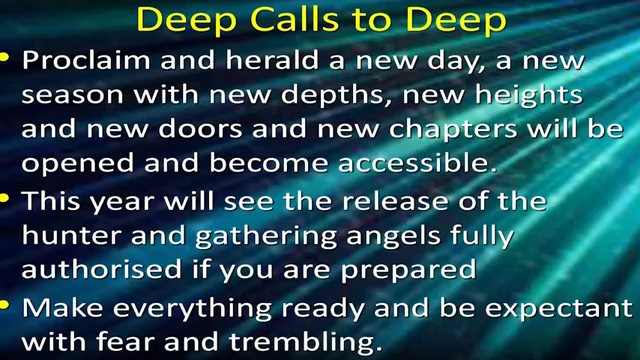 Deep Calls to Deep
• Proclaim and herald a new day, a new
season with new depths, new heights
and new doors and new chapters will be
opened and become accessible.
• This year will see the release of the
hunter and gathering angels fully
authorised if you are prepared
• Make everything ready and be expectant
with fear and trembling.